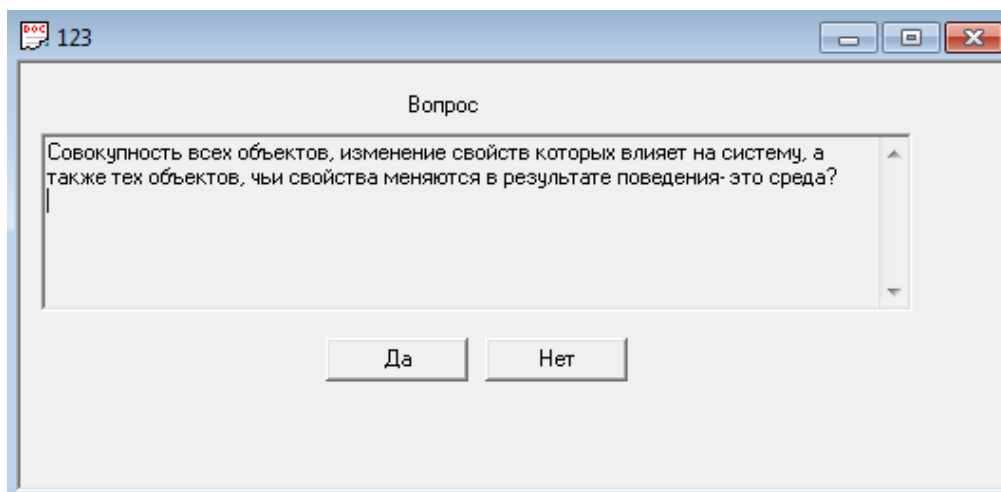 DOC 123
Вопрос
Совокупность всех объектов, изменение свойств которых влияет на систему, а
также тех объектов, чьи свойства меняются в результате поведения- это среда?
Да Нет